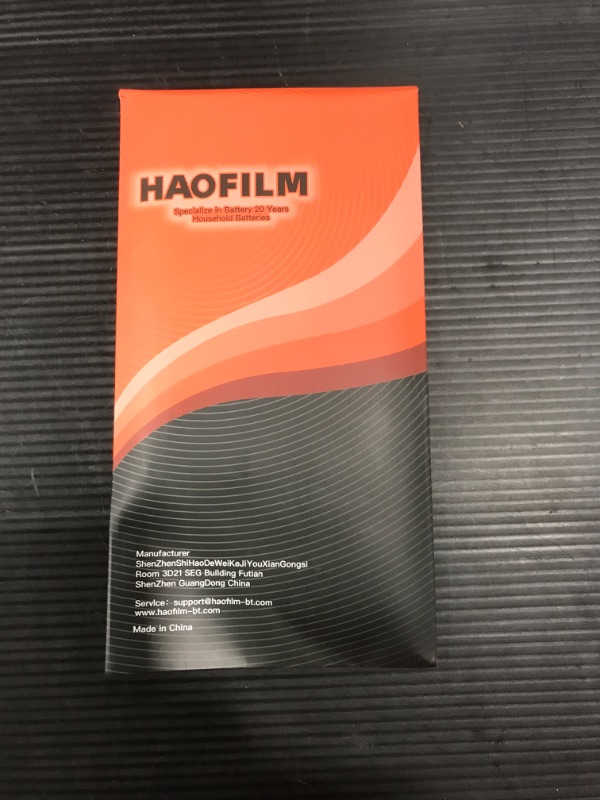 HAOFILM
Specialize in Battery 20 Years
Household Batteries
Manufacturer
ShenZhenShiHaoDeWeiKeJiYouXianGongsi
Room 3D21 SEG Building Futian
ShenZhen GuangDong China
Service: support@haofilm-bt.com
www.haofilm-bt.com
Made in China